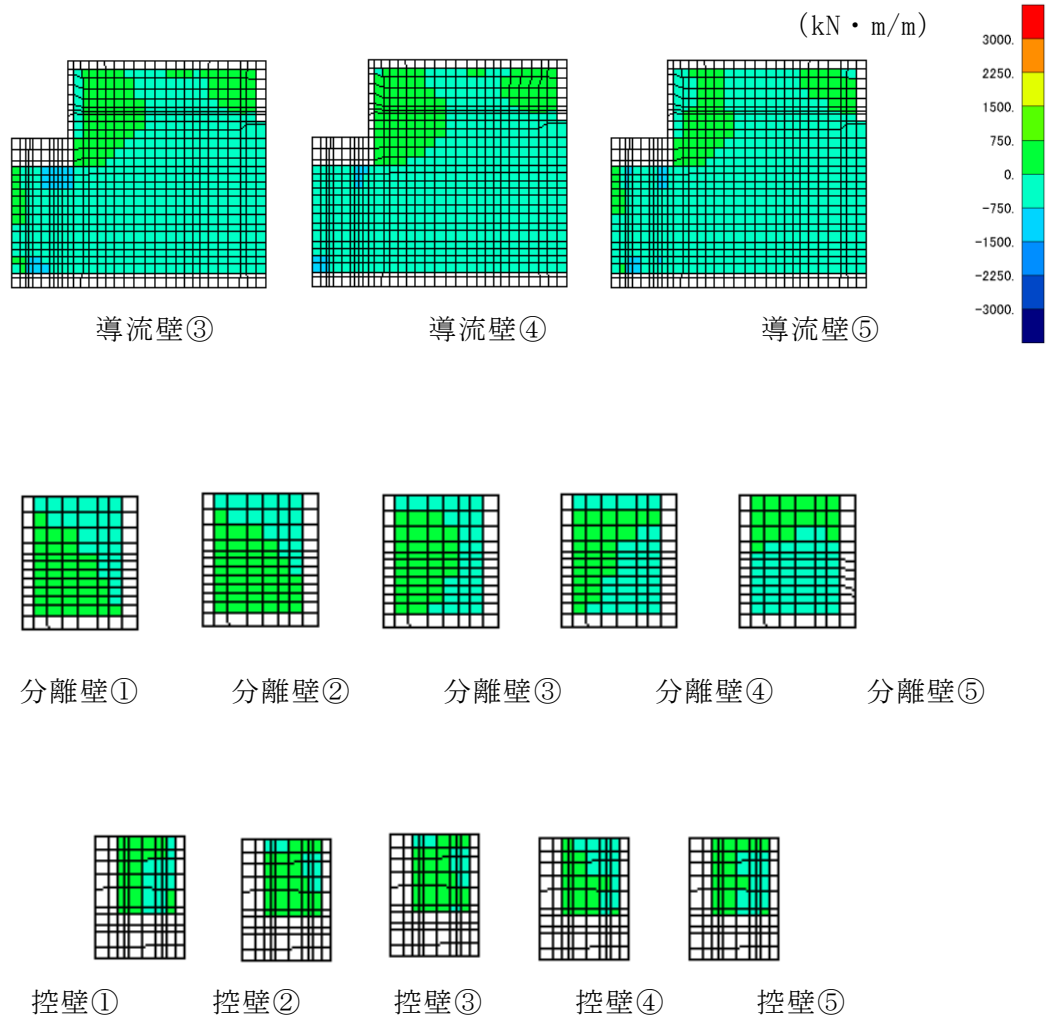 (kN・m/m)
3000.
2250.
1500.
750.
0.
-750.
-1500.
-2250.
-3000.
導流壁③ 導流壁④ 導流壁⑤
分離壁① 分離壁② 分離壁③ 分離壁④ 分離壁⑤
控壁① 控壁② 控壁③ 控壁④ 控壁⑤